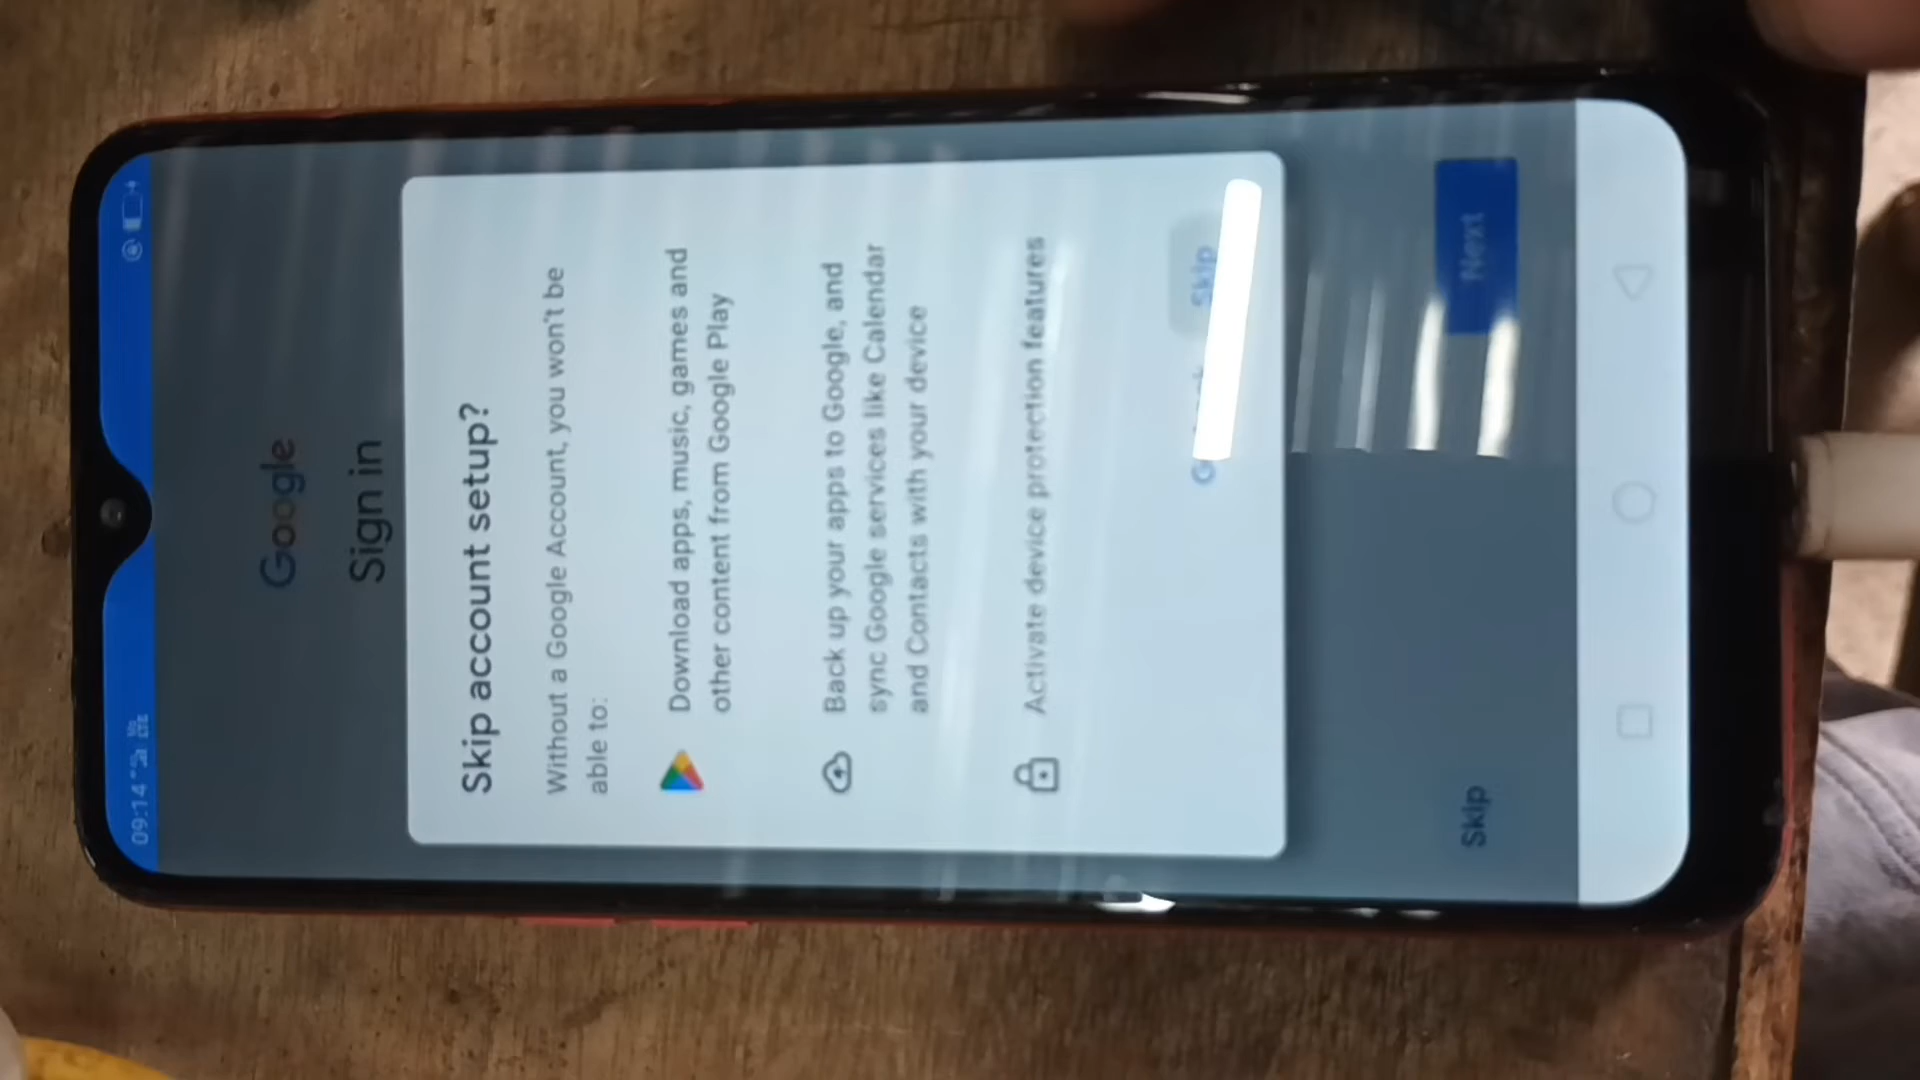 09:14
Google
Sign in
Skip account setup?
Without a Google Account, you won't be
able to:
Download apps, music, games and
other content from Google Play
Back up your apps to Google, and
sync Google services like Calendar
and Contacts with your device
Activate device protection features
Skip
Skip
Next